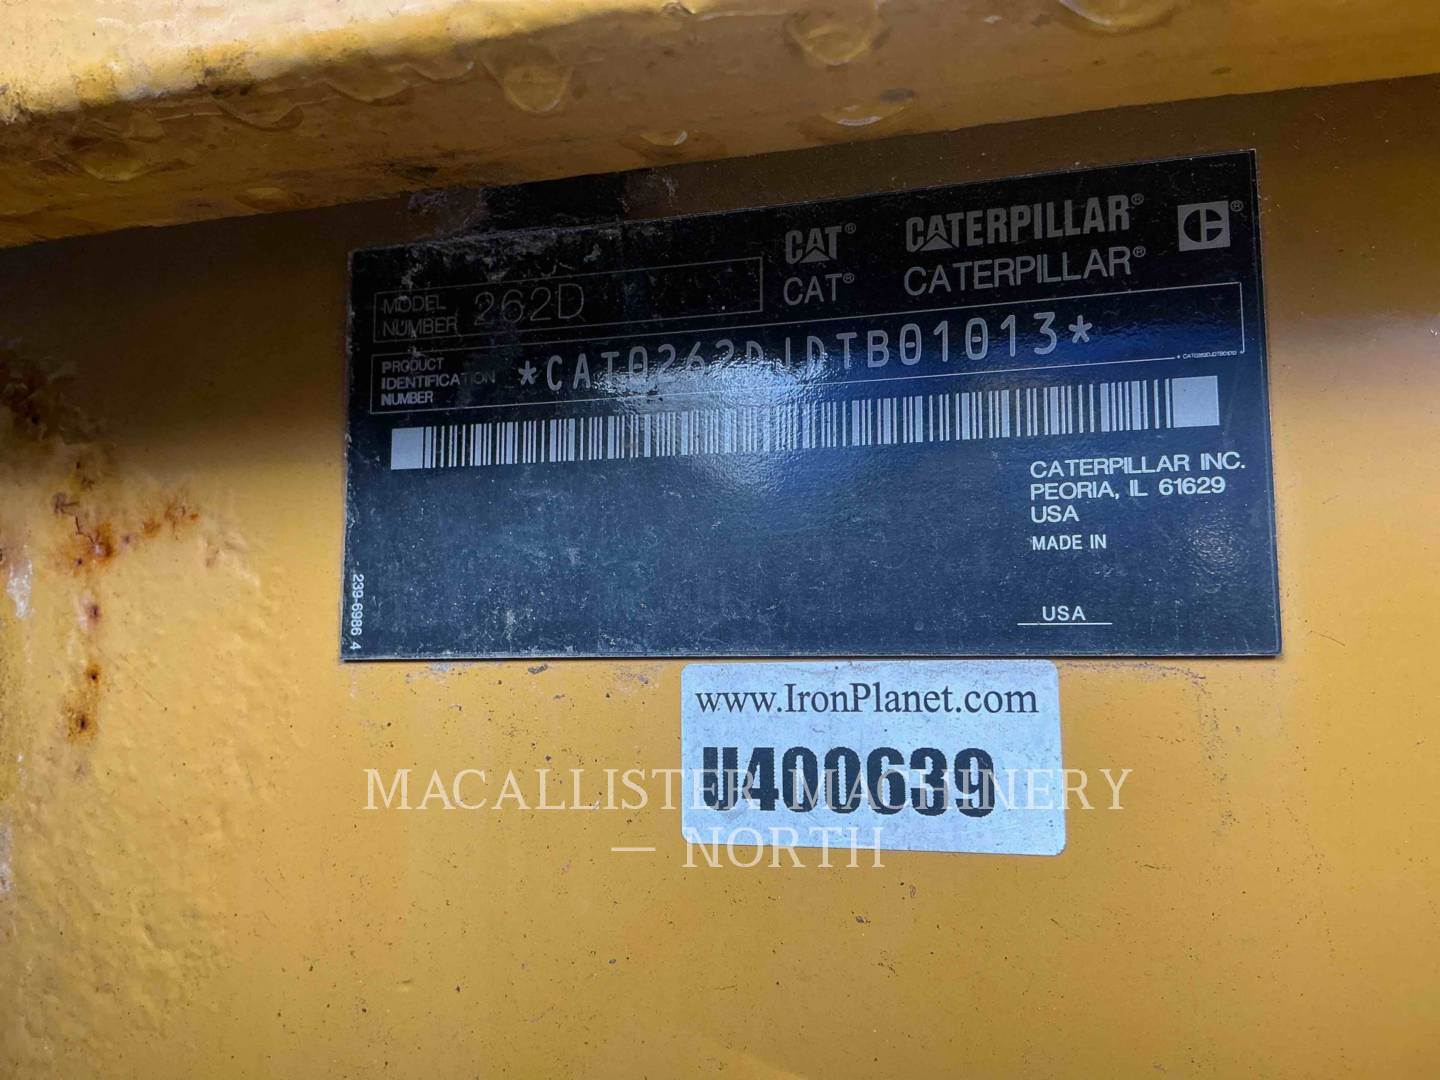 CAT® CATERPILLAR® ®
CAT® CATERPILLAR®
MODEL NUMBER 262D
PRODUCT
IDENTIFICATION
NUMBER
*CAT0262DJDTB01013*
CATERPILLAR INC.
PEORIA, IL 61629
USA
MADE IN
USA
239-6986 4
www.IronPlanet.com
U400639
MACALLISTER MACHINERY
— NORTH